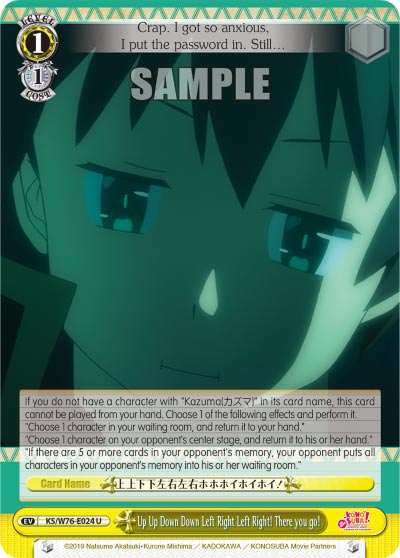 LEVEL
1
1
COST
Crap. I got so anxious,
I put the password in. Still…
SAMPLE
If you do not have a character with "Kazuma(カズマ)" in its card name, this card
cannot be played from your hand. Choose 1 of the following effects and perform it.
"Choose 1 character in your waiting room, and return it to your hand."
"Choose 1 character on your opponent's center stage, and return it to his or her hand."
"If there are 5 or more cards in your opponent's memory, your opponent puts all
characters in your opponent's memory into his or her waiting room."
Card Name 上上下下左右左右ホホホイホイホイ!
EV KS/W76-E024 U Up Up Down Down Left Right Left Right! There you go!
KONO SUBA!
©2019 Natsume Akatsuki・Kurone Mishima / KADOKAWA / KONOSUBA Movie Partners